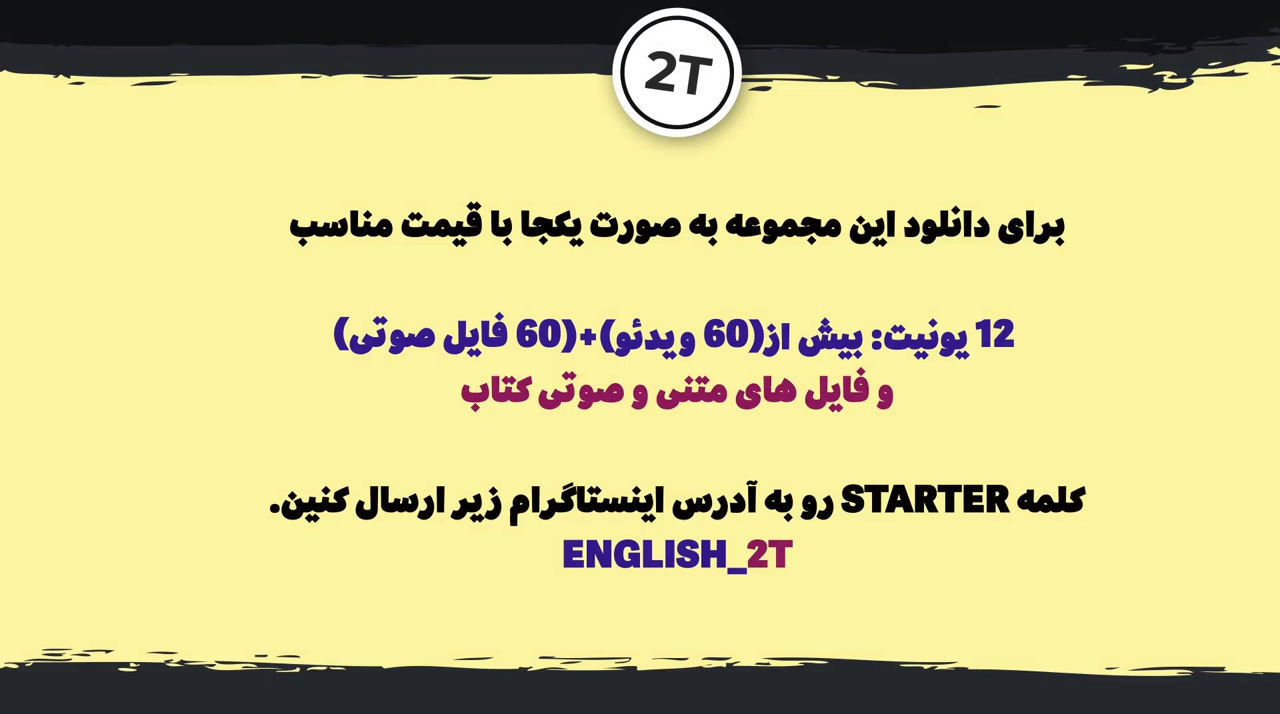 2T
برای دانلود این مجموعه به صورت یکجا با قیمت مناسب
12 یونیت: بیش از(60 ویدئو)+(60 فایل صوتی)
و فایل های متنی و صوتی کتاب
کلمه STARTER رو به آدرس اینستاگرام زیر ارسال کنین.
ENGLISH_2T